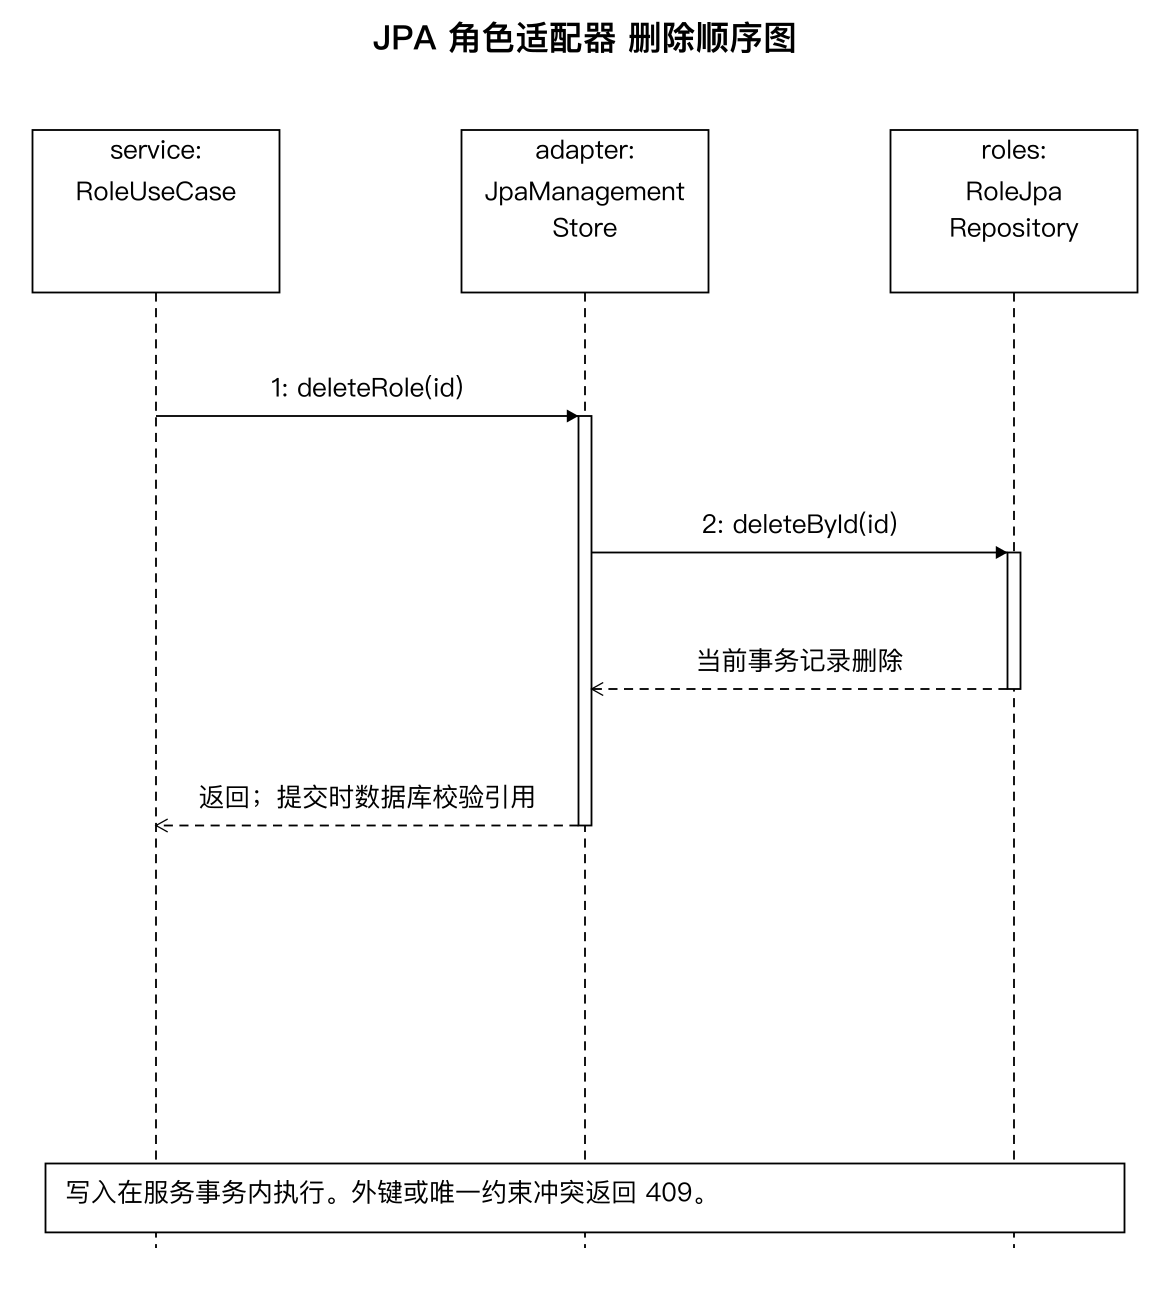 JPA 角色适配器 删除顺序图
service:
RoleUseCase
adapter:
JpaManagement
Store
roles:
RoleJpa
Repository
1: deleteRole(id)
2: deleteById(id)
当前事务记录删除
返回；提交时数据库校验引用
写入在服务事务内执行。外键或唯一约束冲突返回 409。